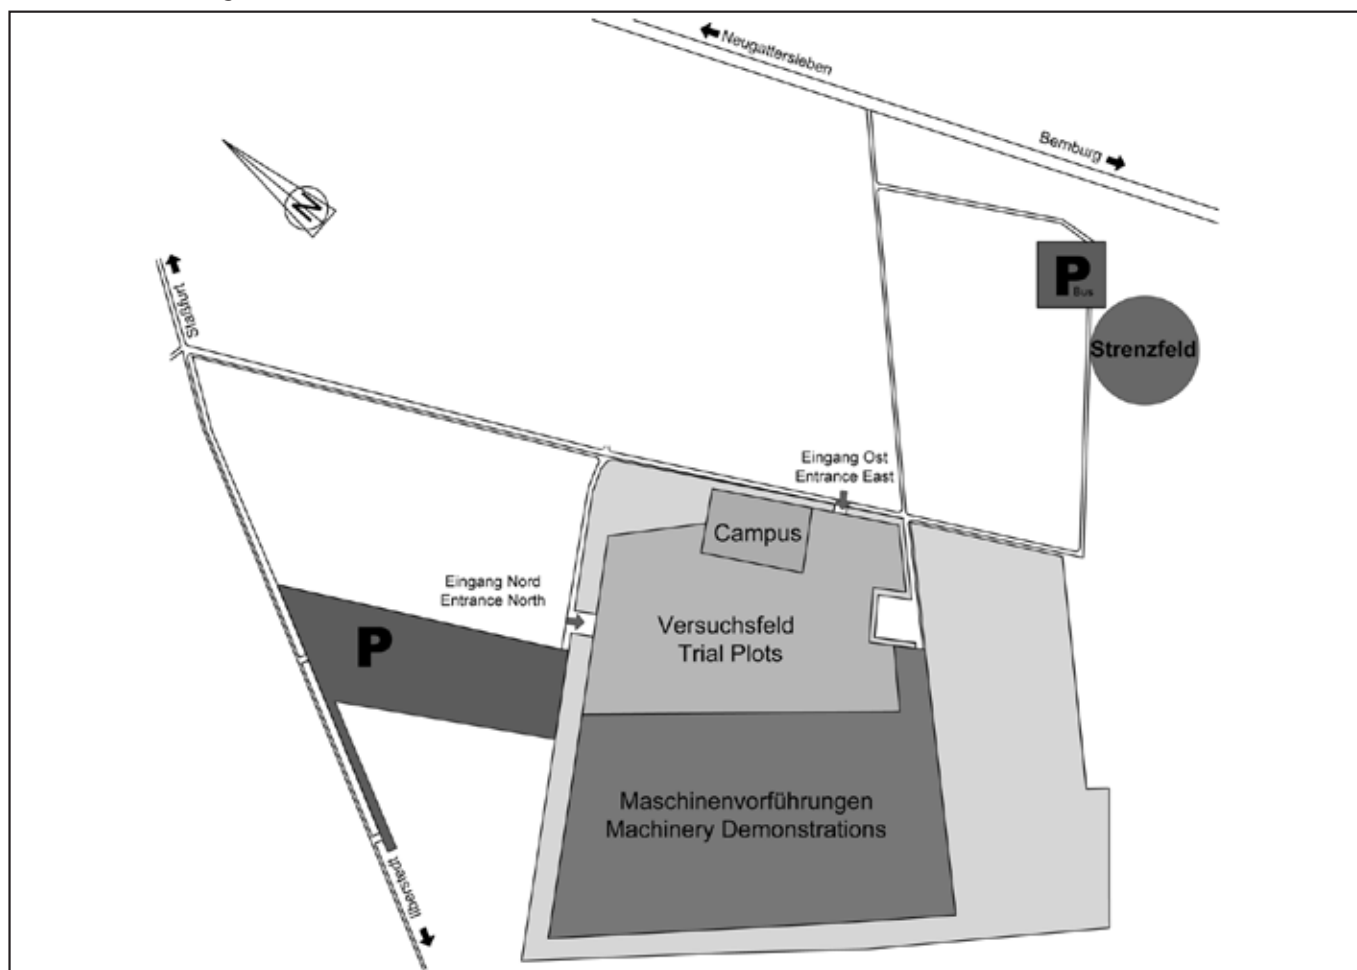 Neugattersleben
Bernburg
N
P
Bus
Strenzfeld
Staßfurt
Eingang Ost
Entrance East
Campus
Eingang Nord
Entrance North
Versuchsfeld
Trial Plots
P
Maschinenvorführungen
Machinery Demonstrations
Ilberstedt